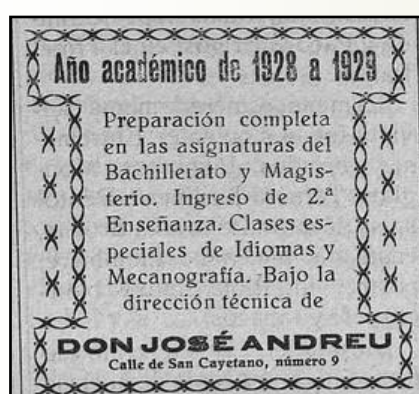 Año académico de 1928 a 1929
Preparación completa
en las asignaturas del
Bachillerato y Magis-
terio. Ingreso de 2.ª
Enseñanza. Clases es-
peciales de Idiomas y
Mecanografía. Bajo la
dirección técnica de
DON JOSÉ ANDREU
Calle de San Cayetano, número 9